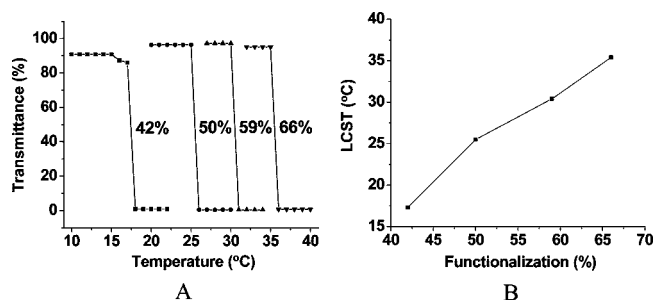 100
80
60
40
20
0
Transmittance (%)
42%
50%
59%
66%
10 15 20 25 30 35 40
Temperature (°C)
A
40
35
30
25
20
15
LCST (°C)
40 45 50 55 60 65 70
Functionalization (%)
B